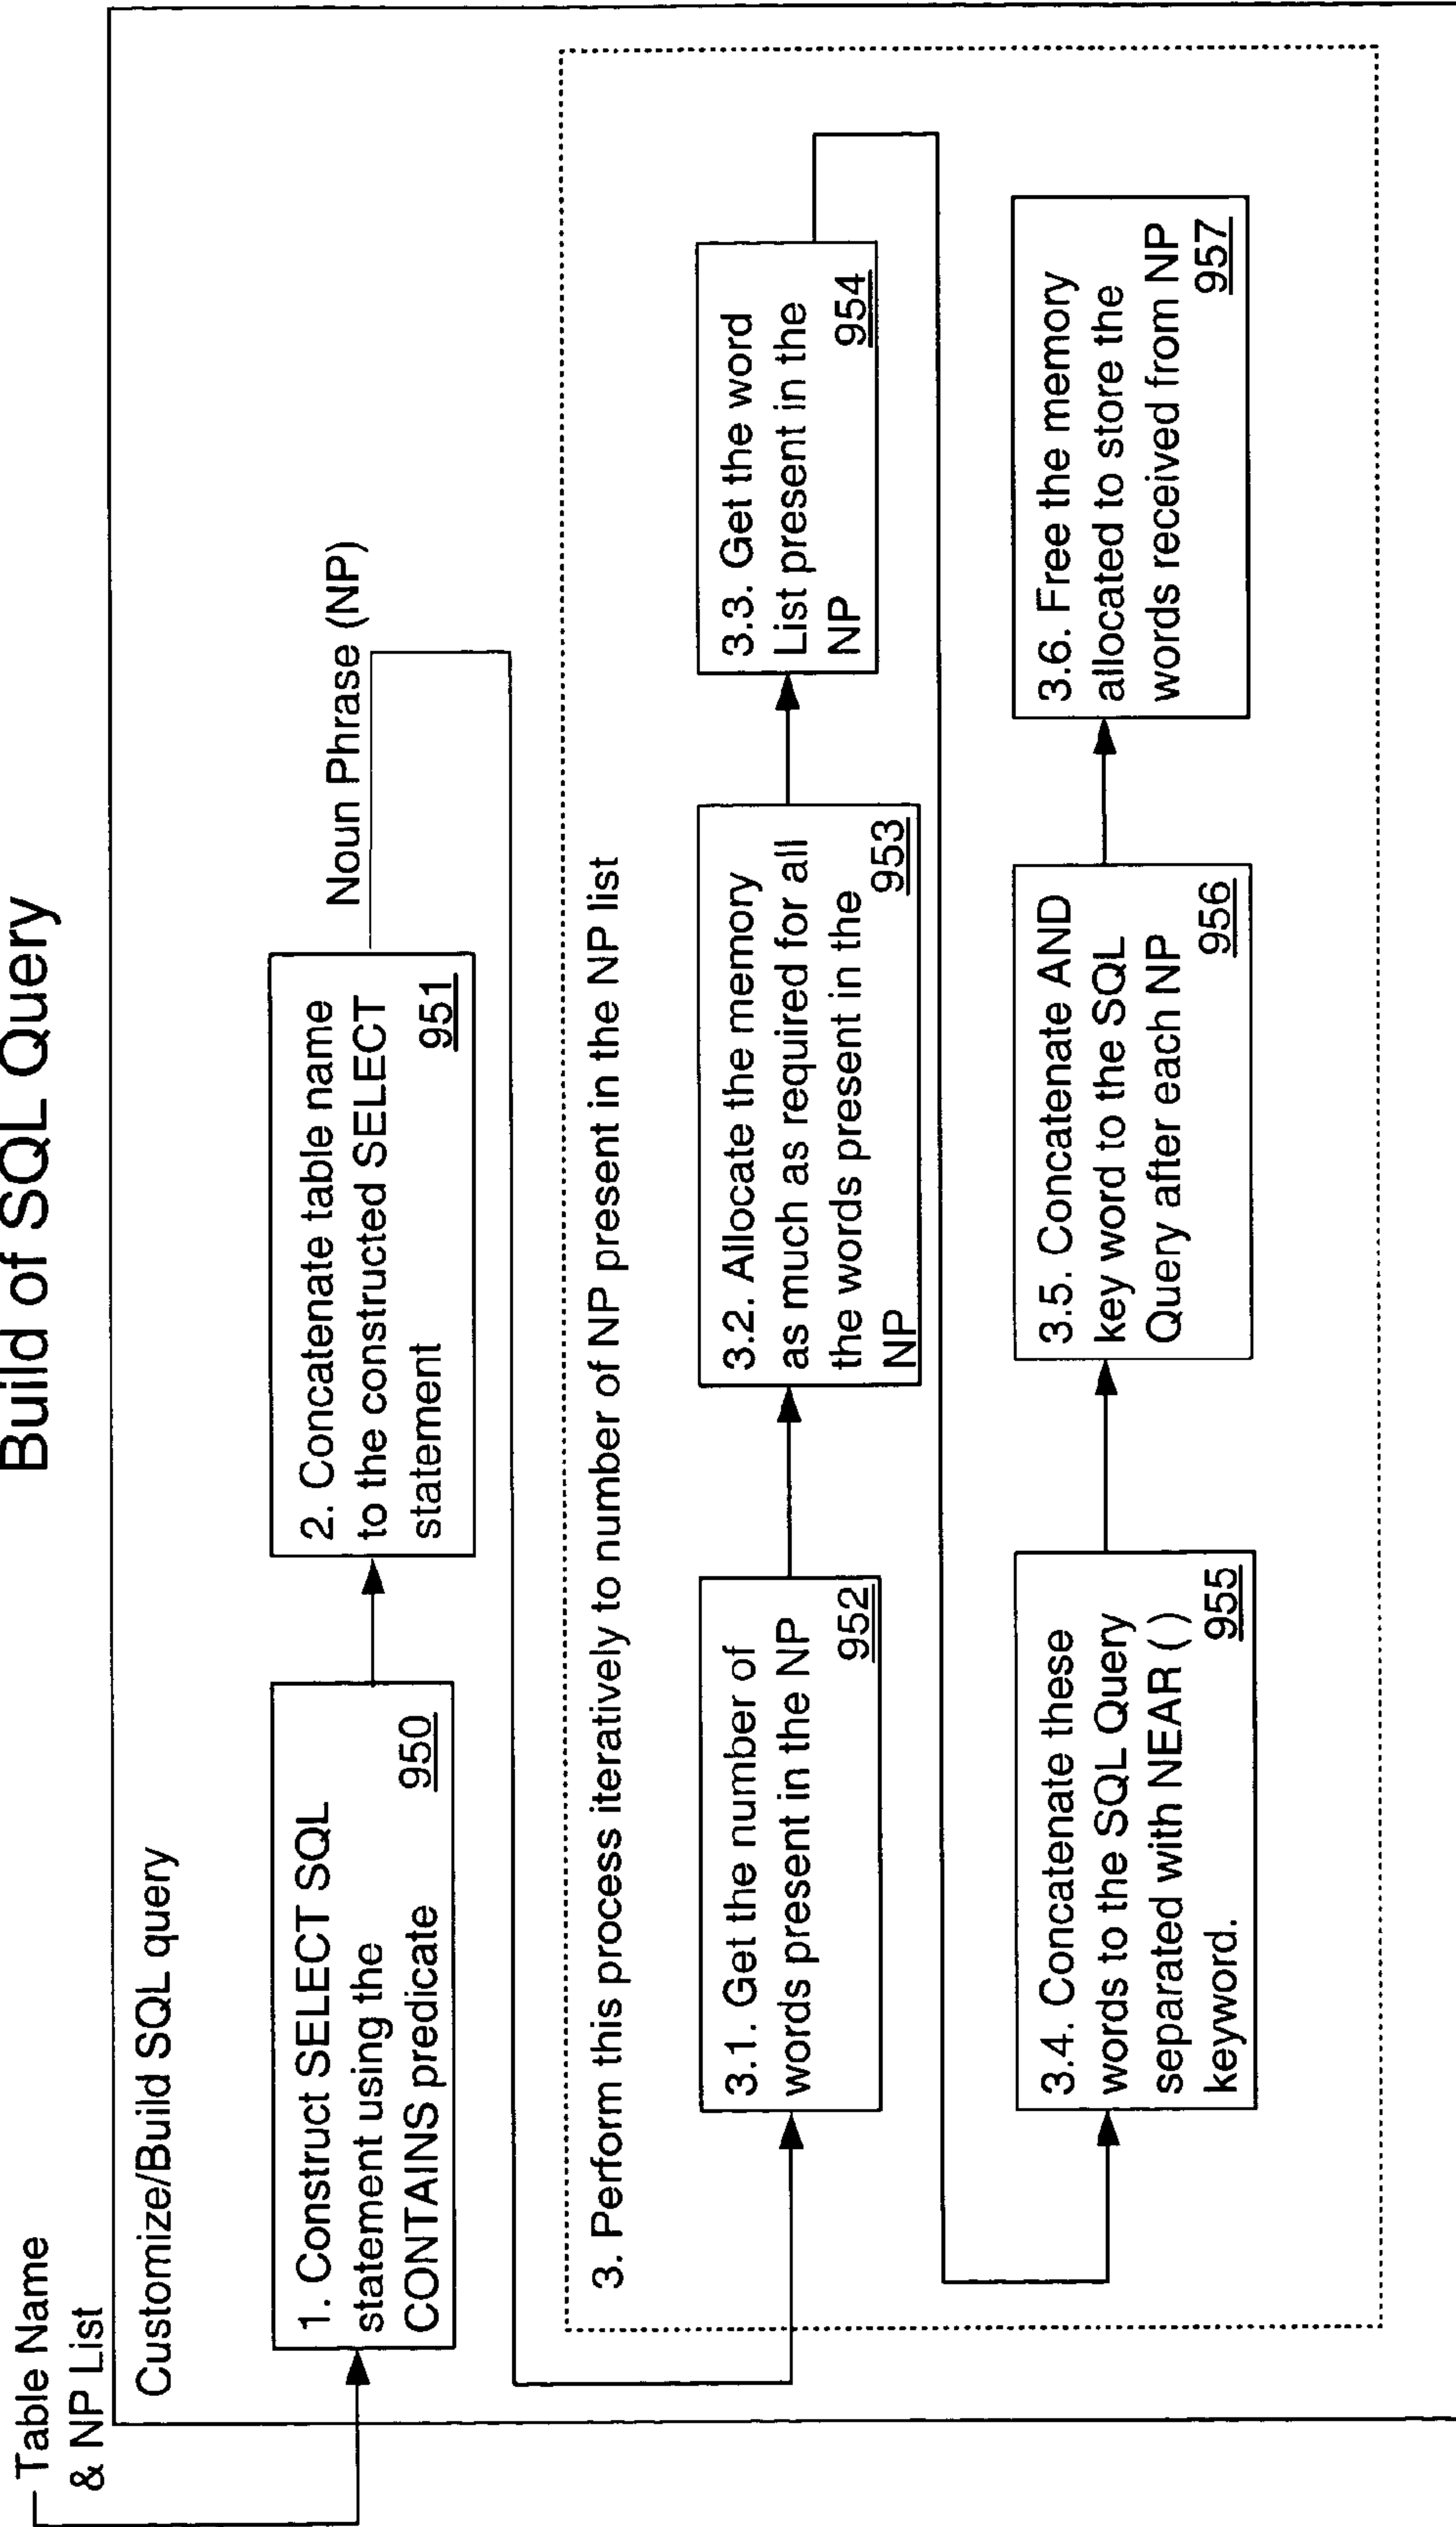 Build of SQL Query
Table Name
& NP List
Customize/Build SQL query
1. Construct SELECT SQL
statement using the
CONTAINS predicate
950
2. Concatenate table name
to the constructed SELECT
statement
951
Noun Phrase (NP)
3. Perform this process iteratively to number of NP present in the NP list
3.1. Get the number of
words present in the NP
952
3.2. Allocate the memory
as much as required for all
the words present in the
NP
953
3.3. Get the word
List present in the
NP
954
3.4. Concatenate these
words to the SQL Query
separated with NEAR ( )
keyword.
955
3.5. Concatenate AND
key word to the SQL
Query after each NP
956
3.6. Free the memory
allocated to store the
words received from NP
957